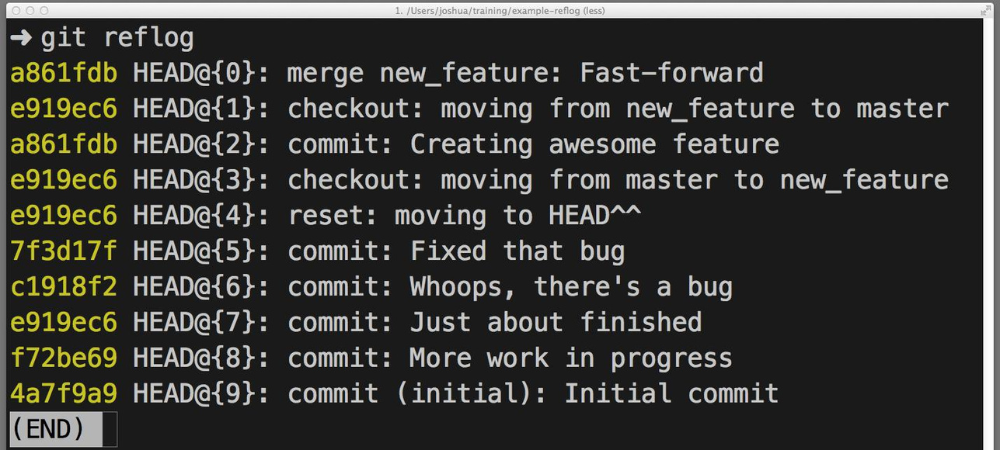 1. /Users/joshua/training/example-reflog (less)
➜ git reflog
a861fdb HEAD@{0}: merge new_feature: Fast-forward
e919ec6 HEAD@{1}: checkout: moving from new_feature to master
a861fdb HEAD@{2}: commit: Creating awesome feature
e919ec6 HEAD@{3}: checkout: moving from master to new_feature
e919ec6 HEAD@{4}: reset: moving to HEAD^^
7f3d17f HEAD@{5}: commit: Fixed that bug
c1918f2 HEAD@{6}: commit: Whoops, there's a bug
e919ec6 HEAD@{7}: commit: Just about finished
f72be69 HEAD@{8}: commit: More work in progress
4a7f9a9 HEAD@{9}: commit (initial): Initial commit
(END)